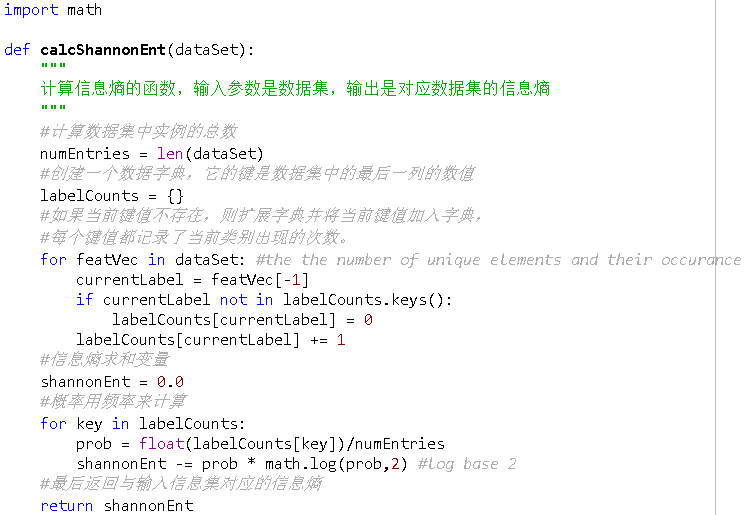 import math
def calcShannonEnt(dataSet):
"""
计算信息熵的函数，输入参数是数据集，输出是对应数据集的信息熵
"""
#计算数据集中实例的总数
numEntries = len(dataSet)
#创建一个数据字典，它的键是数据集中的最后一列的数值
labelCounts = {}
#如果当前键值不存在，则扩展字典并将当前键值加入字典，
#每个键值都记录了当前类别出现的次数。
for featVec in dataSet: #the the number of unique elements and their occurance
currentLabel = featVec[-1]
if currentLabel not in labelCounts.keys():
labelCounts[currentLabel] = 0
labelCounts[currentLabel] += 1
#信息熵求和变量
shannonEnt = 0.0
#概率用频率来计算
for key in labelCounts:
prob = float(labelCounts[key])/numEntries
shannonEnt -= prob * math.log(prob,2) #log base 2
#最后返回与输入信息集对应的信息熵
return shannonEnt